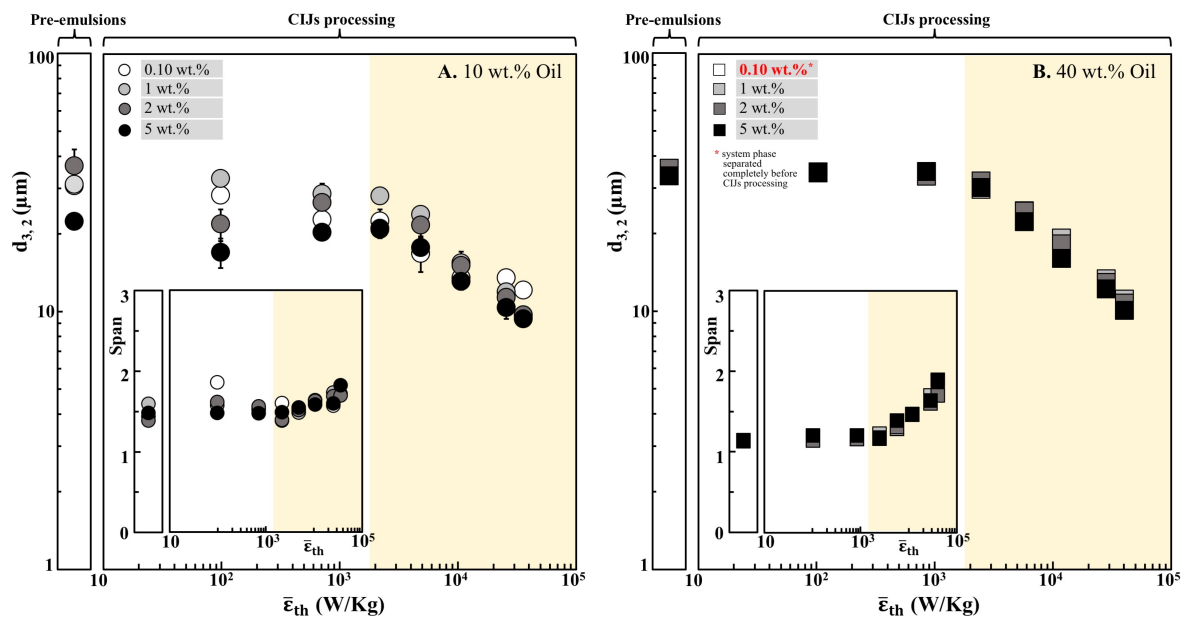 Pre-emulsions
CIJs processing
100
10
1
d3, 2 (μm)
0.10 wt.%
1 wt.%
2 wt.%
5 wt.%
A. 10 wt.% Oil
3
2
1
0
Span
10
10³
10⁵
ε̄th
10
10²
10³
10⁴
10⁵
ε̄th (W/Kg)
Pre-emulsions
CIJs processing
100
10
1
d3, 2 (μm)
0.10 wt.%*
1 wt.%
2 wt.%
5 wt.%
* system phase
separated
completely before
CIJs processing
B. 40 wt.% Oil
3
2
1
0
Span
10
10³
10⁵
ε̄th
10
10²
10³
10⁴
10⁵
ε̄th (W/Kg)